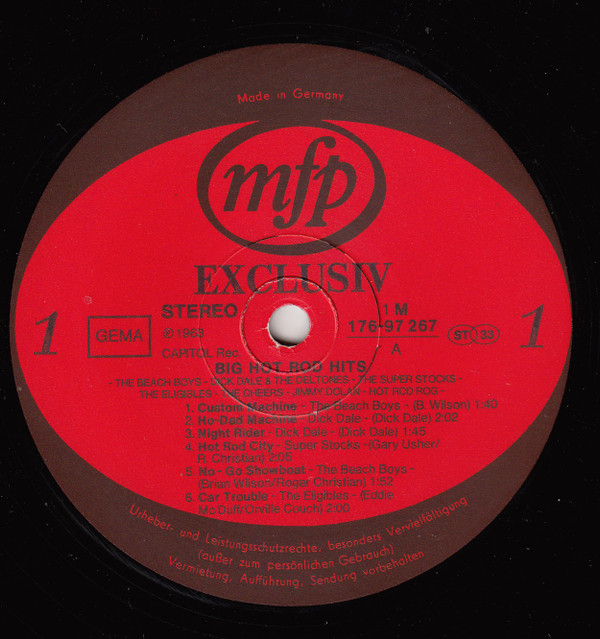 Made in Germany
mfp
EXCLUSIV
STEREO
1 M
176-97 267
A
1
GEMA
℗ 1963
CAPITOL Rec.
ST 133
1
BIG HOT ROD HITS
- THE BEACH BOYS - DICK DALE & THE DELTONES - THE SUPER STOCKS -
THE ELIGIBLES - THE CHEERS - JIMMY DOLAN - HOT ROD ROG -
1. Custom Machine - The Beach Boys - (B. Wilson) 1:40
2. Ho-Dad Machine - Dick Dale - (Dick Dale) 2:02
3. Night Rider - Dick Dale - (Dick Dale) 1:45
4. Hot Rod City - Super Stocks - (Gary Usher/
R. Christian) 2:05
5. No - Go Showboat - The Beach Boys -
(Brian Wilson/Roger Christian) 1:52
6. Car Trouble - The Eligibles - (Eddie
Mc Duff/Orville Couch) 2:00
Urheber- und Leistungsschutzrechte, besonders Vervielfältigung
(außer zum persönlichen Gebrauch)
Vermietung, Aufführung, Sendung vorbehalten